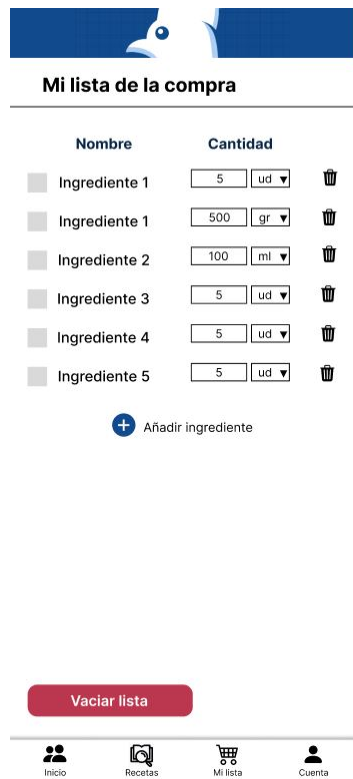 Mi lista de la compra
Nombre Cantidad
Ingrediente 1 5 ud
Ingrediente 1 500 gr
Ingrediente 2 100 ml
Ingrediente 3 5 ud
Ingrediente 4 5 ud
Ingrediente 5 5 ud
Añadir ingrediente
Vaciar lista
Inicio Recetas Mi lista Cuenta